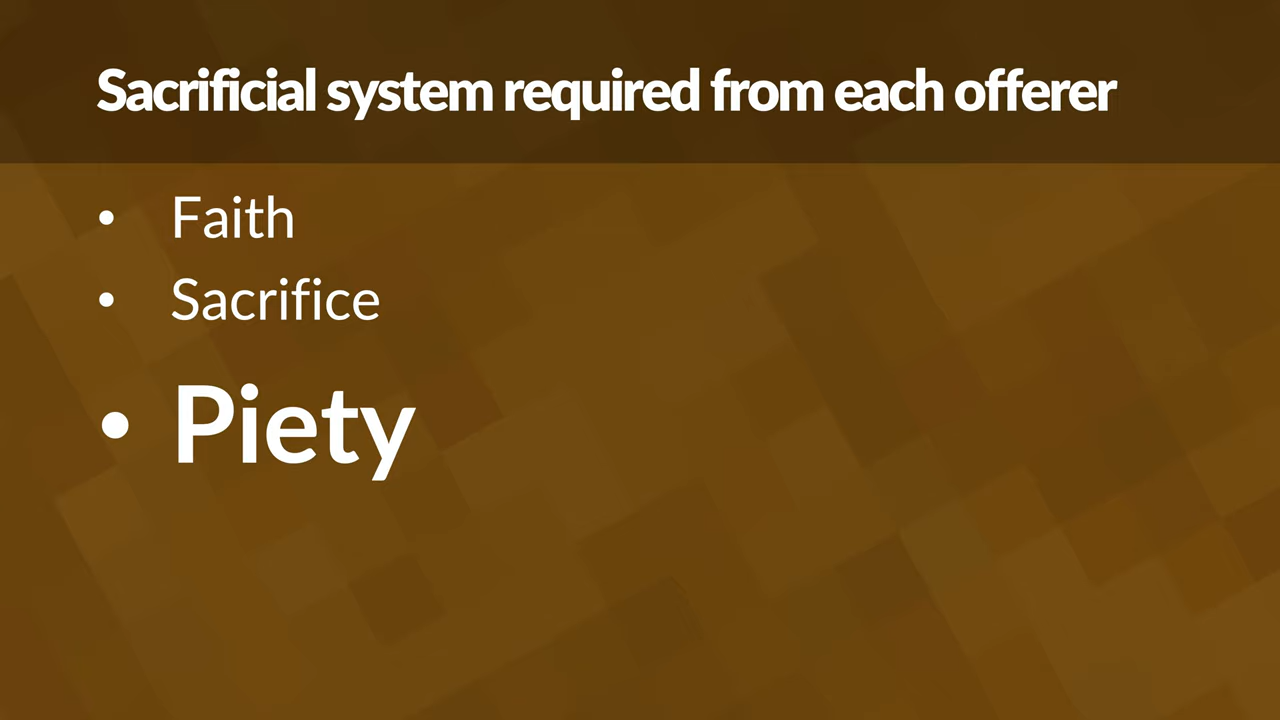 Sacrificial system required from each offerer
• Faith
• Sacrifice
• Piety